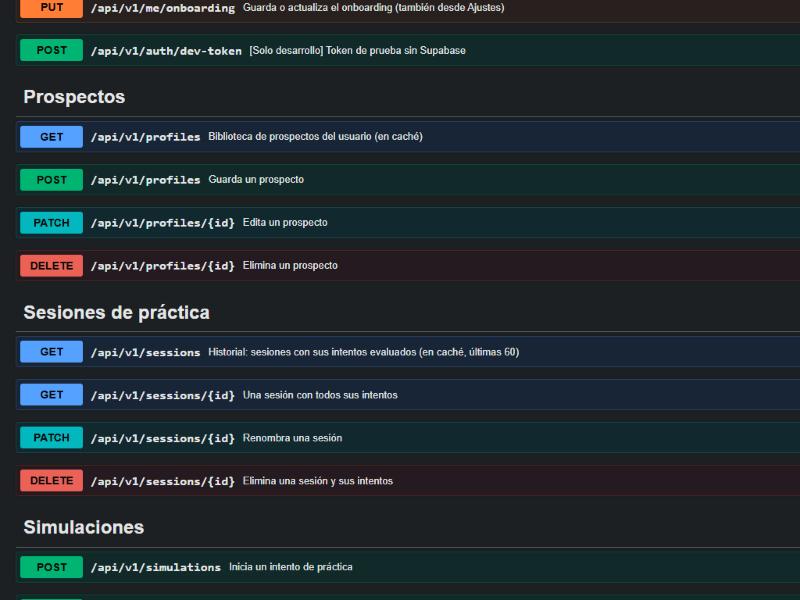 PUT /api/v1/me/onboarding Guarda o actualiza el onboarding (también desde Ajustes)
POST /api/v1/auth/dev-token [Solo desarrollo] Token de prueba sin Supabase
Prospectos
GET /api/v1/profiles Biblioteca de prospectos del usuario (en caché)
POST /api/v1/profiles Guarda un prospecto
PATCH /api/v1/profiles/{id} Edita un prospecto
DELETE /api/v1/profiles/{id} Elimina un prospecto
Sesiones de práctica
GET /api/v1/sessions Historial: sesiones con sus intentos evaluados (en caché, últimas 60)
GET /api/v1/sessions/{id} Una sesión con todos sus intentos
PATCH /api/v1/sessions/{id} Renombra una sesión
DELETE /api/v1/sessions/{id} Elimina una sesión y sus intentos
Simulaciones
POST /api/v1/simulations Inicia un intento de práctica